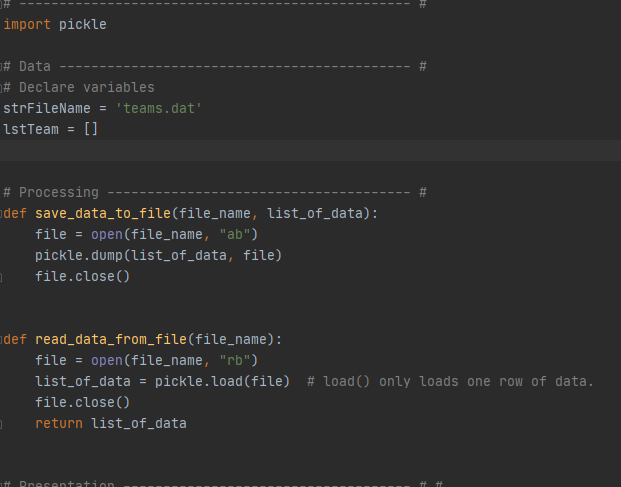 # ------------------------------------------------- #
import pickle
# Data -------------------------------------------- #
# Declare variables
strFileName = 'teams.dat'
lstTeam = []
# Processing -------------------------------------- #
def save_data_to_file(file_name, list_of_data):
    file = open(file_name, "ab")
    pickle.dump(list_of_data, file)
    file.close()
def read_data_from_file(file_name):
    file = open(file_name, "rb")
    list_of_data = pickle.load(file)  # load() only loads one row of data.
    file.close()
    return list_of_data
# Presentation ------------------------------------ # #